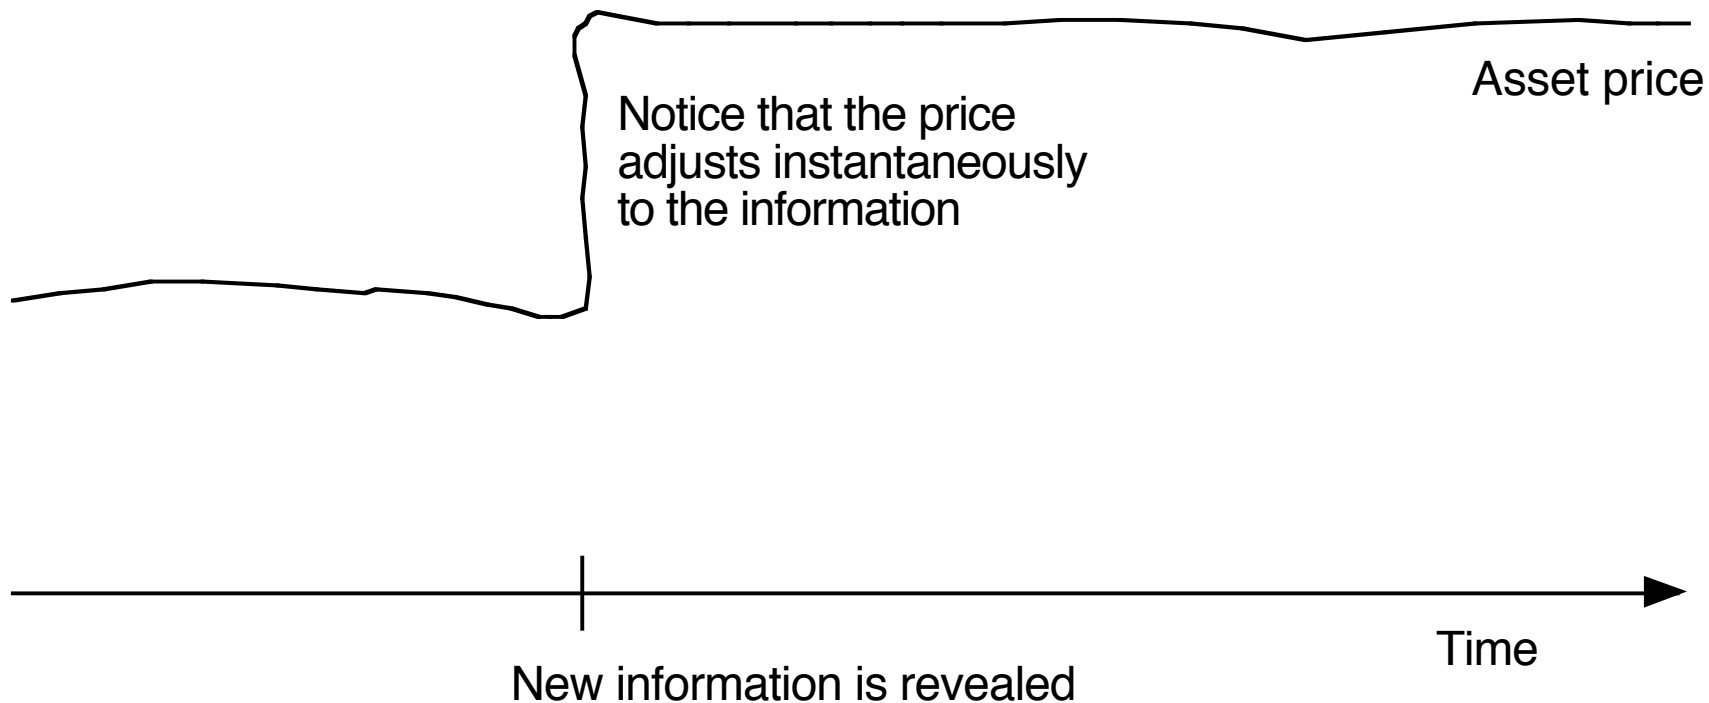 Asset price
Notice that the price
adjusts instantaneously
to the information
Time
New information is revealed